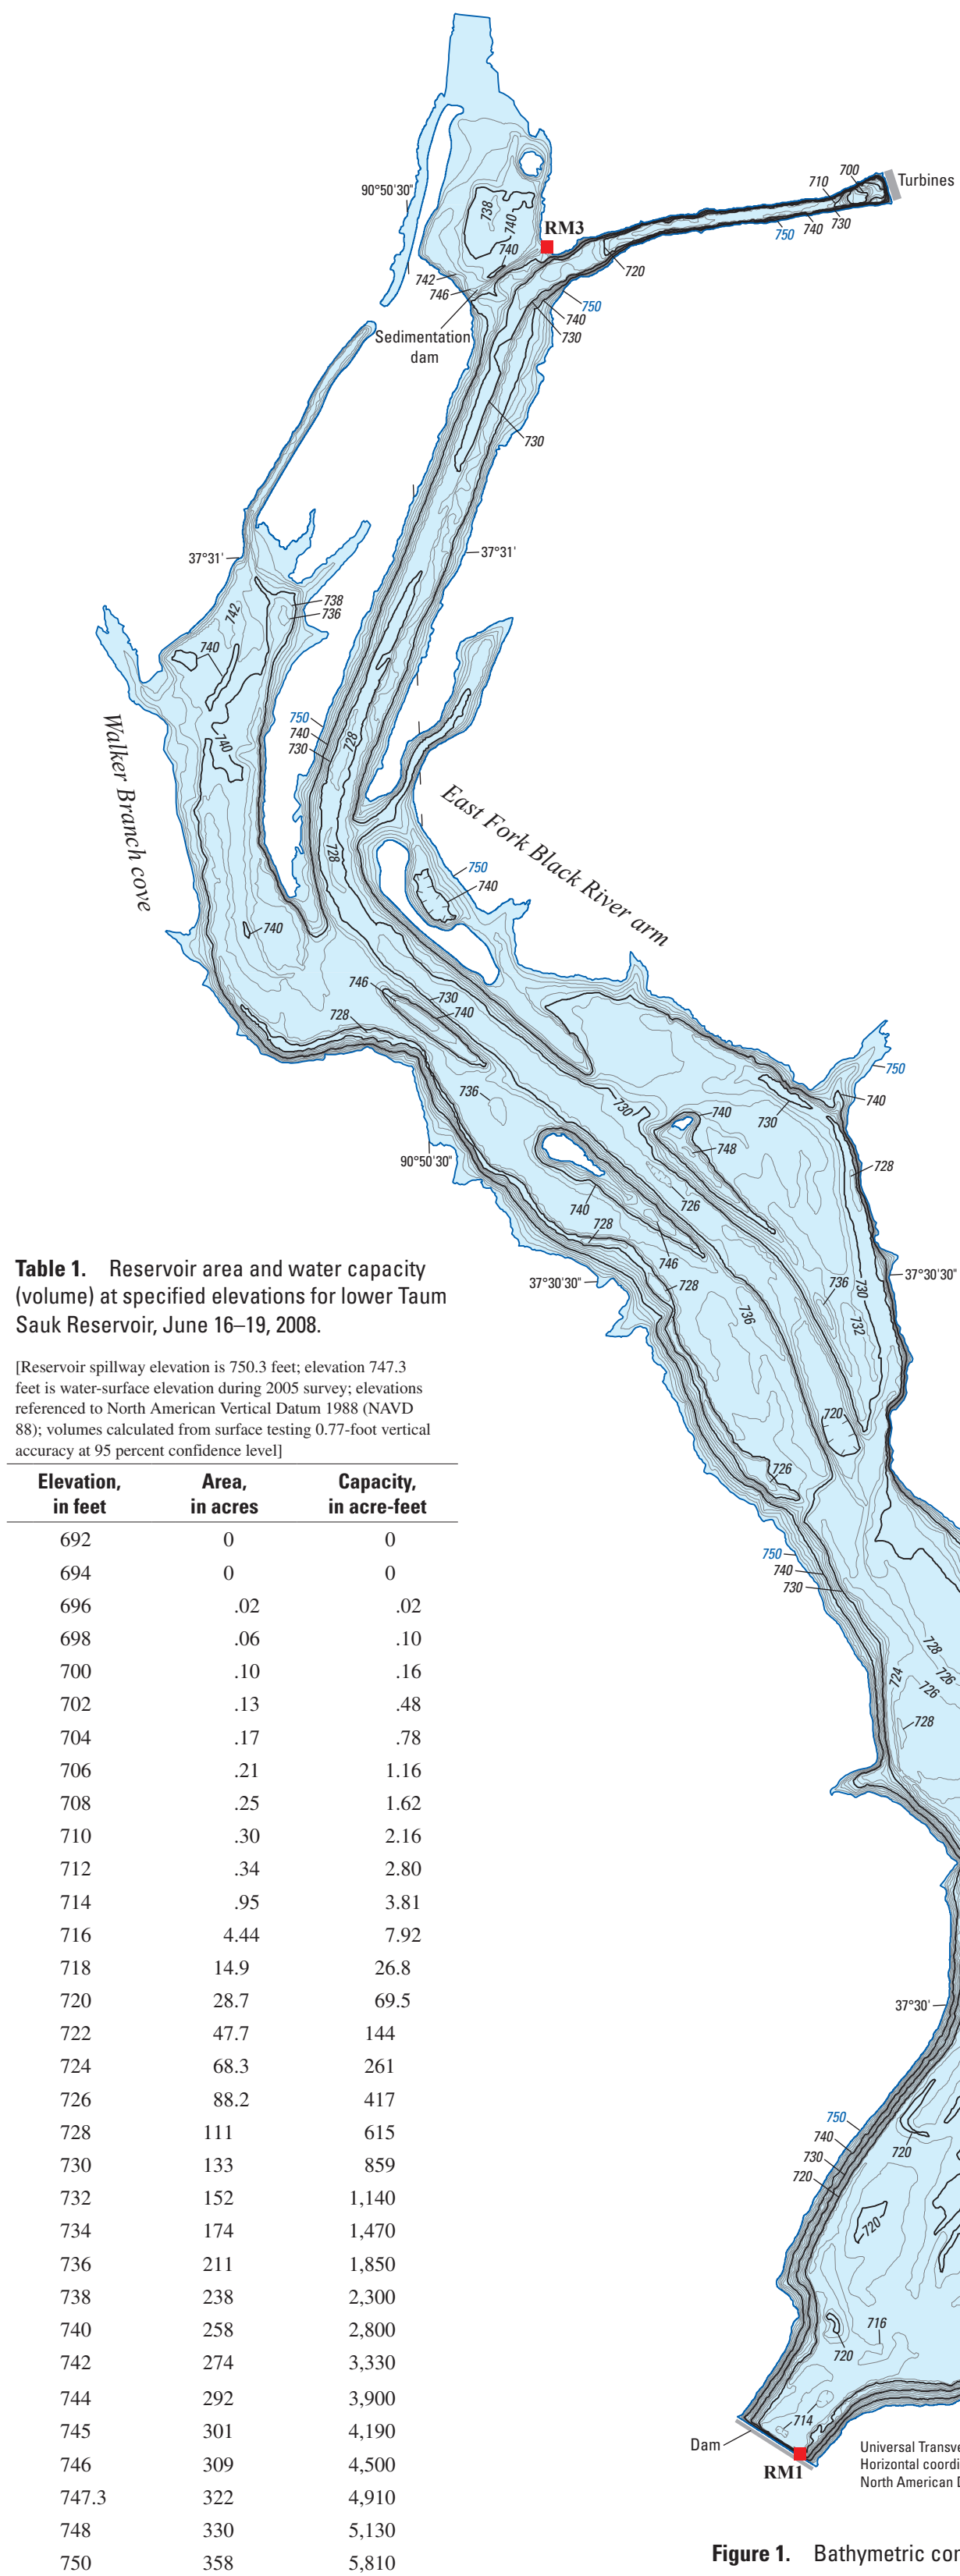 700
710
Turbines
90°50'30"
738
740
RM3
740
750
740
730
720
742
746
750
740
730
Sedimentation
dam
730
37°31'
37°31'
738
736
742
740
750
740
730
728
740
Walker Branch cove
East Fork Black River arm
728
750
740
740
746
730
740
728
750
736
730
740
740
730
748
728
90°50'30"
726
740
728
746
Table 1. Reservoir area and water capacity
(volume) at specified elevations for lower Taum
Sauk Reservoir, June 16–19, 2008.
37°30'30"
728
37°30'30"
736
730
736
732
[Reservoir spillway elevation is 750.3 feet; elevation 747.3
feet is water-surface elevation during 2005 survey; elevations
referenced to North American Vertical Datum 1988 (NAVD
88); volumes calculated from surface testing 0.77-foot vertical
accuracy at 95 percent confidence level]
720
726
Elevation, Area, Capacity,
in feet in acres in acre-feet
692 0 0
694 0 0
696 .02 .02
698 .06 .10
700 .10 .16
702 .13 .48
704 .17 .78
706 .21 1.16
708 .25 1.62
710 .30 2.16
712 .34 2.80
714 .95 3.81
716 4.44 7.92
718 14.9 26.8
720 28.7 69.5
722 47.7 144
724 68.3 261
726 88.2 417
728 111 615
730 133 859
732 152 1,140
734 174 1,470
736 211 1,850
738 238 2,300
740 258 2,800
742 274 3,330
744 292 3,900
745 301 4,190
746 309 4,500
747.3 322 4,910
748 330 5,130
750 358 5,810
750
740
730
728
726
724
726
728
37°30'
750
740
730
720
720
720
716
720
714
Dam
RM1
Universal Transve
Horizontal coordi
North American D
Figure 1. Bathymetric con